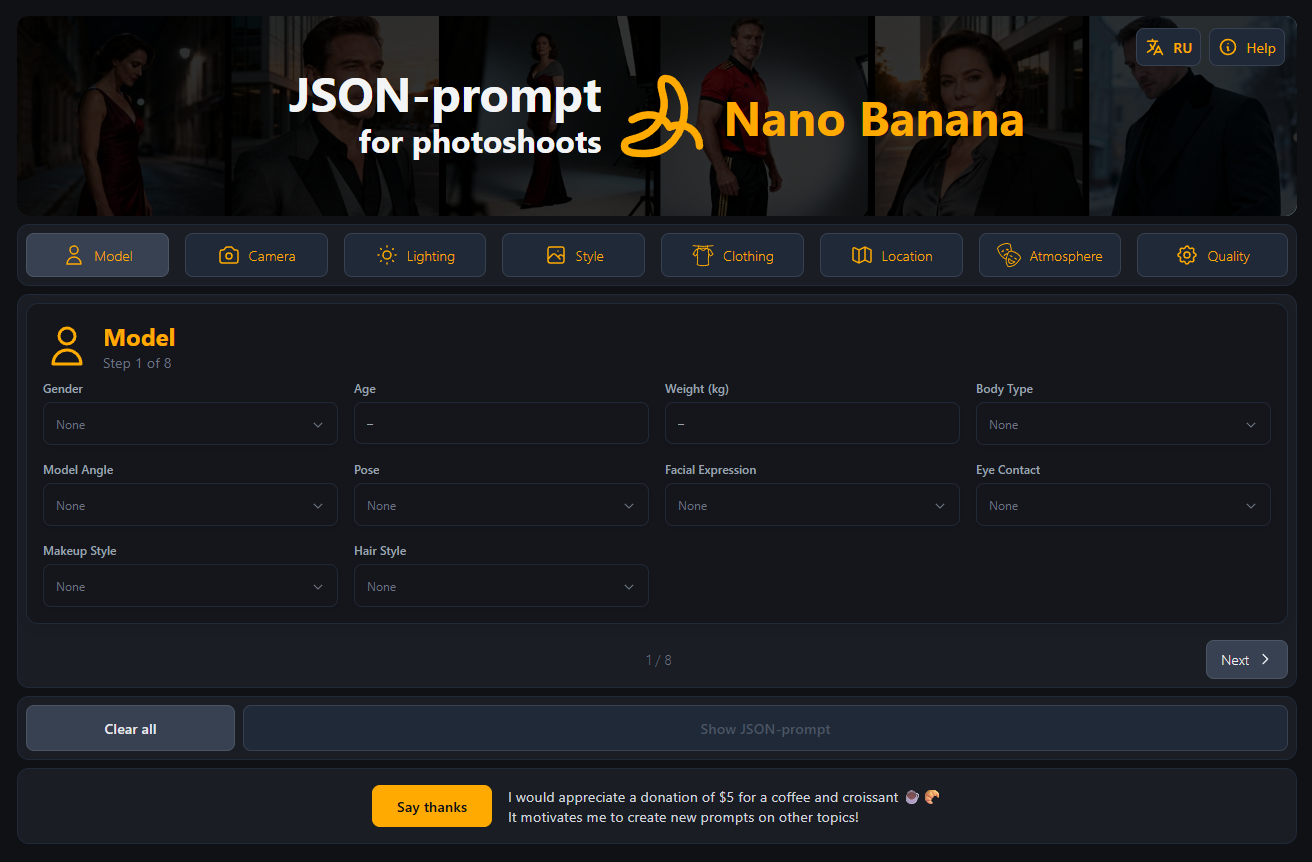 RU
Help
JSON-prompt
for photoshoots
Nano Banana
Model
Camera
Lighting
Style
Clothing
Location
Atmosphere
Quality
Model
Step 1 of 8
Gender
Age
Weight (kg)
Body Type
None
–
–
None
Model Angle
Pose
Facial Expression
Eye Contact
None
None
None
None
Makeup Style
Hair Style
None
None
1 / 8
Next
Clear all
Show JSON-prompt
Say thanks
I would appreciate a donation of $5 for a coffee and croissant
It motivates me to create new prompts on other topics!